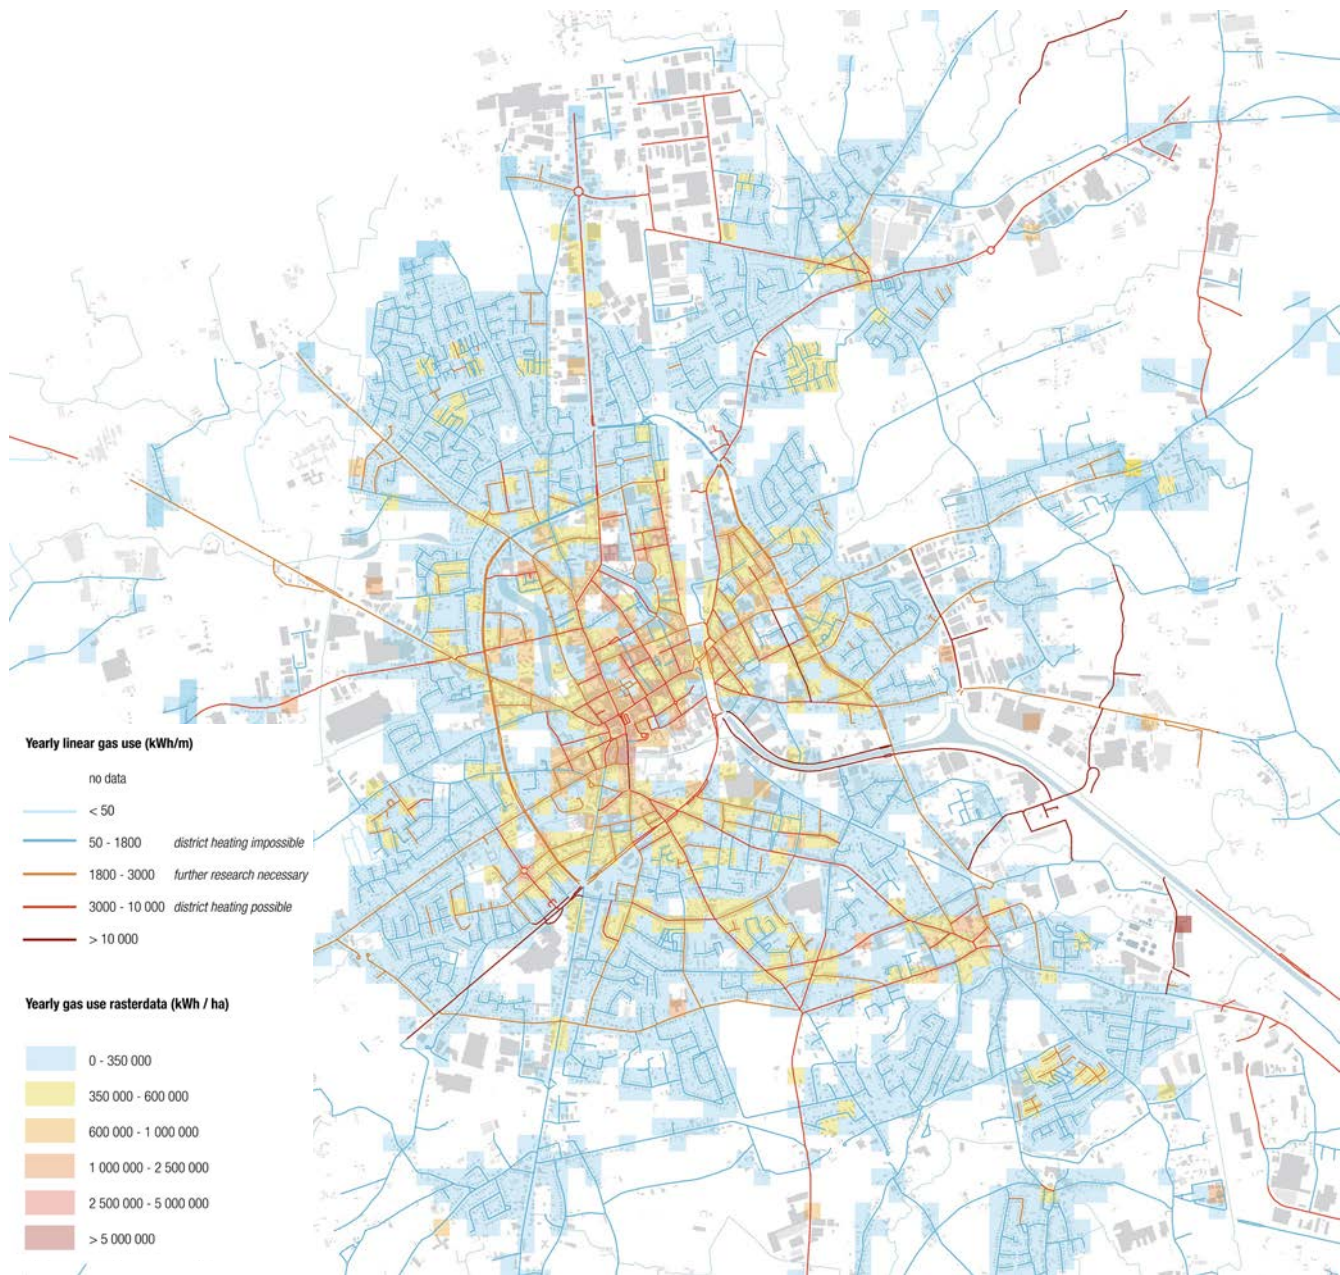 Yearly linear gas use (kWh/m)
no data
< 50
50 - 1800 district heating impossible
1800 - 3000 further research necessary
3000 - 10 000 district heating possible
> 10 000
Yearly gas use rasterdata (kWh / ha)
0 - 350 000
350 000 - 600 000
600 000 - 1 000 000
1 000 000 - 2 500 000
2 500 000 - 5 000 000
> 5 000 000